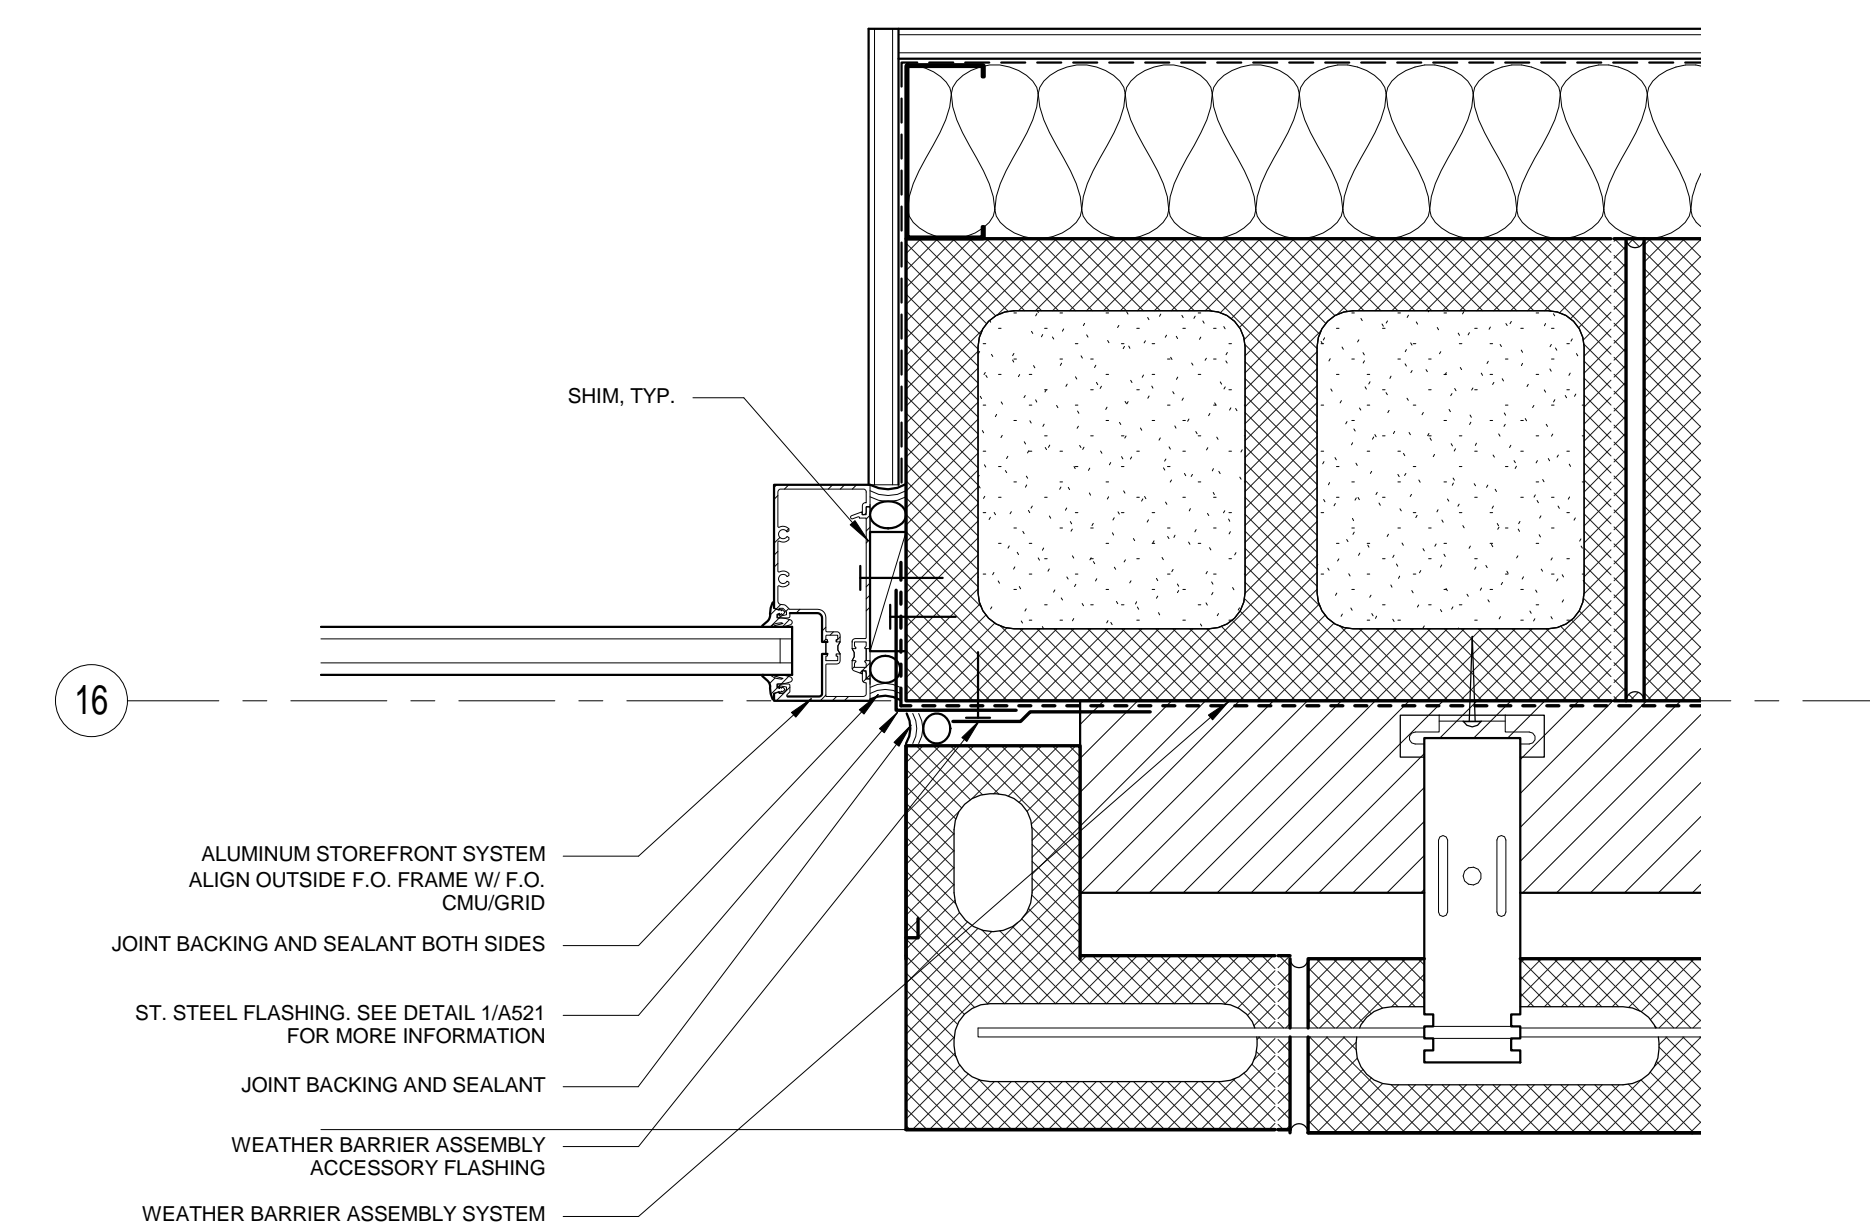 SHIM, TYP.
16
ALUMINUM STOREFRONT SYSTEM
ALIGN OUTSIDE F.O. FRAME W/ F.O.
CMU/GRID
JOINT BACKING AND SEALANT BOTH SIDES
ST. STEEL FLASHING. SEE DETAIL 1/A521
FOR MORE INFORMATION
JOINT BACKING AND SEALANT
WEATHER BARRIER ASSEMBLY
ACCESSORY FLASHING
WEATHER BARRIER ASSEMBLY SYSTEM